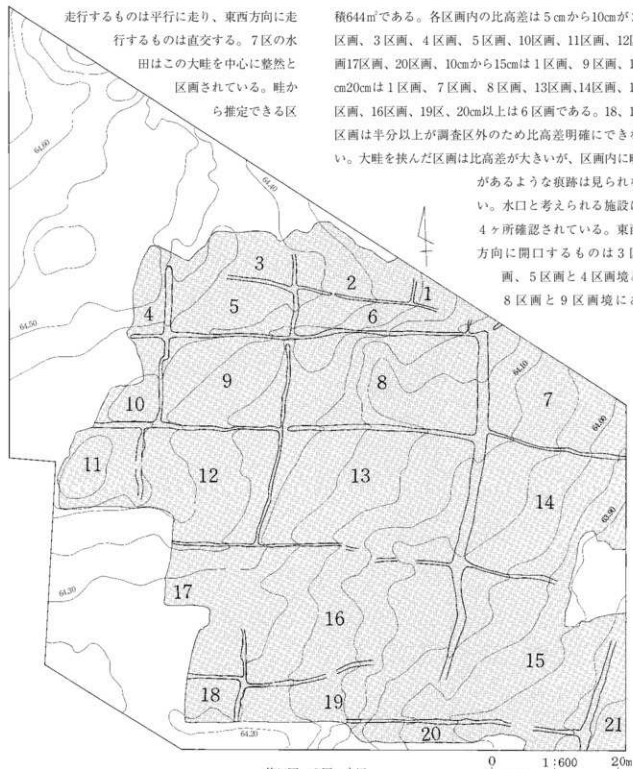 走行するものは平行に走り、東西方向に走
行するものは直交する。7区の水
田はこの大畦を中心に整然と
区画されている。畦か
ら推定できる区
積644㎡である。各区画内の比高差は5cmから10cmが
区画、3区画、4区画、5区画、10区画、11区画、12
画17区画、20区画、10cmから15cmは1区画、9区画、
cm20cmは1区画、7区画、8区画、13区画,14区画、
区画、16区画、19区、20cm以上は6区画である。18、
区画は半分以上が調査区外のため比高差明確にできな
い。大畦を挟んだ区画は比高差が大きいが、区画内に
があるような痕跡は見られな
い。水口と考えられる施設は
4ヶ所確認されている。東西
方向に開口するものは3区
画、5区画と4区画境
8区画と9区画境にあ
64.60
64.40
64.50
3
2
1
4
5
6
64.10
9
8
7
10
64.00
11
12
13
14
63.90
64.30
17
16
15
18
19
20
21
64.20
0 1:600 20m